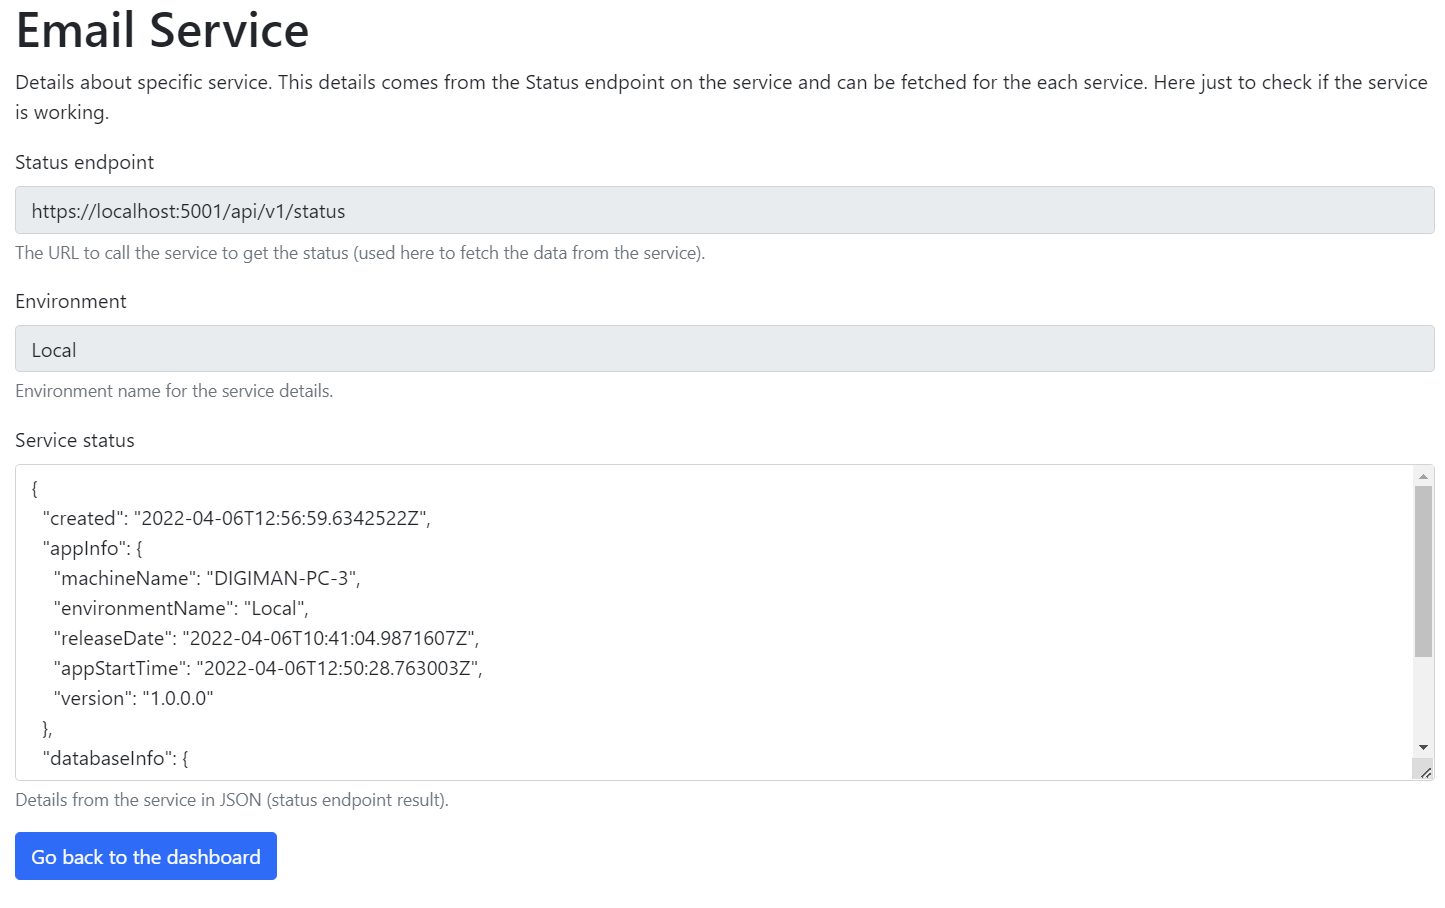 Email Service
Details about specific service. This details comes from the Status endpoint on the service and can be fetched for the each service. Here just to check if the service
is working.
Status endpoint
https://localhost:5001/api/v1/status
The URL to call the service to get the status (used here to fetch the data from the service).
Environment
Local
Environment name for the service details.
Service status
{
"created": "2022-04-06T12:56:59.6342522Z",
"appInfo": {
"machineName": "DIGIMAN-PC-3",
"environmentName": "Local",
"releaseDate": "2022-04-06T10:41:04.9871607Z",
"appStartTime": "2022-04-06T12:50:28.763003Z",
"version": "1.0.0.0"
},
"databaseInfo": {
Details from the service in JSON (status endpoint result).
Go back to the dashboard